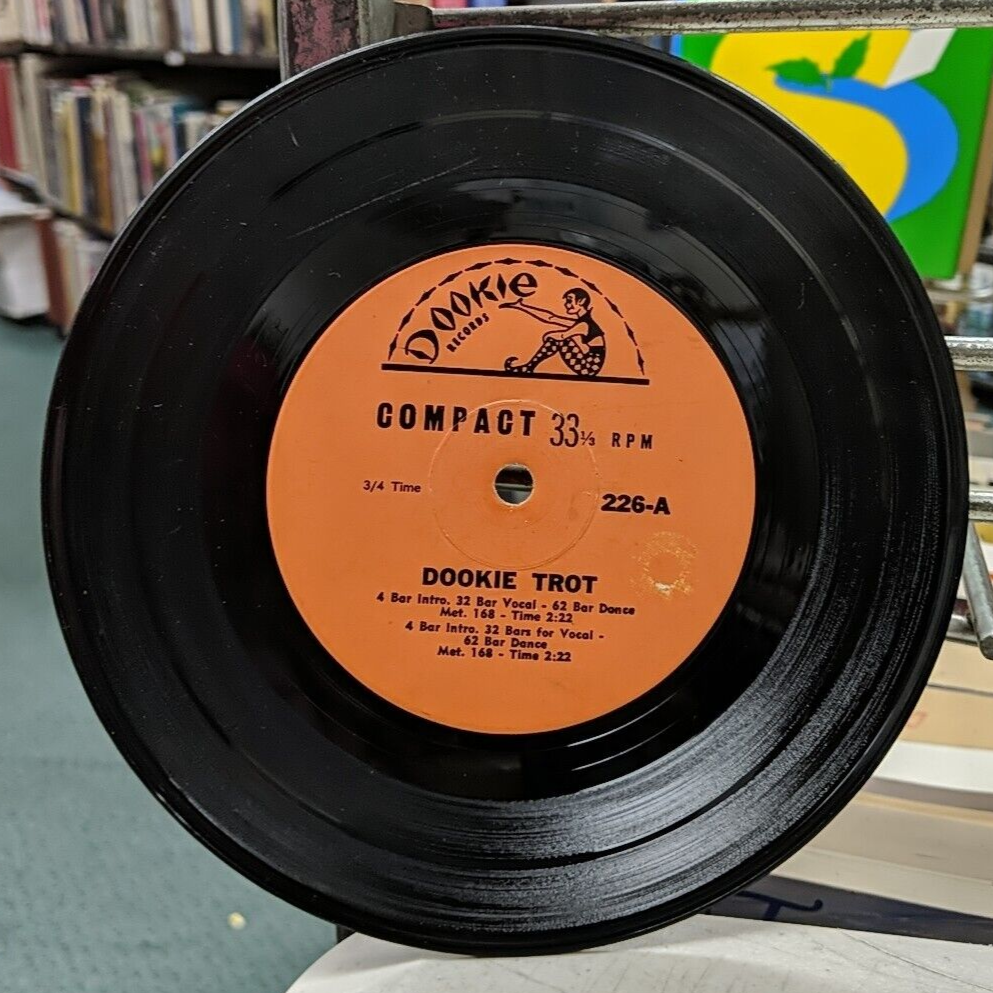 DOOKIE
RECORDS
COMPACT 33⅓ RPM
3/4 Time
226-A
DOOKIE TROT
4 Bar Intro. 32 Bar Vocal - 62 Bar Dance
Met. 168 - Time 2:22
4 Bar Intro. 32 Bars for Vocal -
62 Bar Dance
Met. 168 - Time 2:22